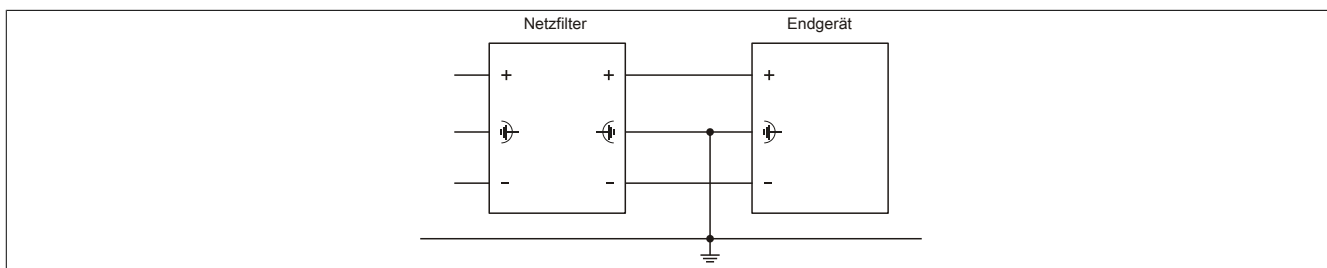 Netzfilter Endgerät
+ + +
- - -